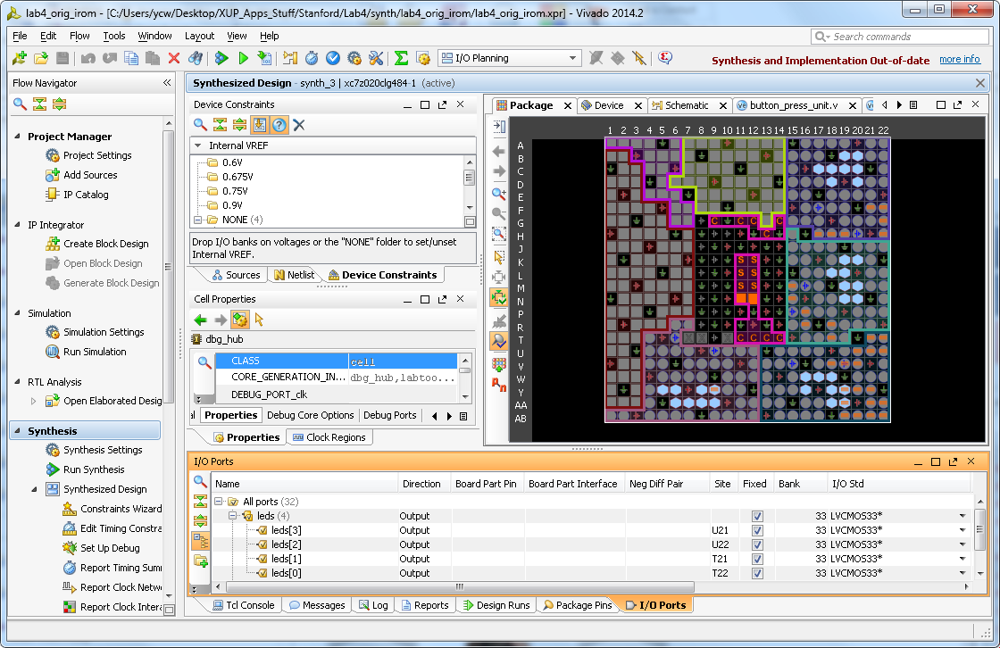 lab4_orig_irom - [C:/Users/ycw/Desktop/XUP_Apps_Stuff/Stanford/Lab4/synth/lab4_orig_irom/lab4_orig_irom.xpr] - Vivado 2014.2
File Edit Flow Tools Window Layout View Help
Search commands
I/O Planning
Synthesis and Implementation Out-of-date more info
Flow Navigator
Project Manager
Project Settings
Add Sources
IP Catalog
IP Integrator
Create Block Design
Open Block Design
Generate Block Design
Simulation
Simulation Settings
Run Simulation
RTL Analysis
Open Elaborated Desig
Synthesis
Synthesis Settings
Run Synthesis
Synthesized Design
Constraints Wizard
Edit Timing Constra
Set Up Debug
Report Timing Summ
Report Clock Netw
Report Clock Intera
Synthesized Design - synth_3 | xc7z020clg484-1 (active)
Device Constraints
Internal VREF
0.6V
0.675V
0.75V
0.9V
NONE (4)
Drop I/O banks on voltages or the "NONE" folder to set/unset
Internal VREF.
Sources Netlist Device Constraints
Cell Properties
dbg_hub
CLASS cell
CORE_GENERATION_IN... dbg_hub,labtoo...
DEBUG_PORT_clk
al Properties Debug Core Options Debug Ports
Properties Clock Regions
Package Device Schematic button_press_unit.v
1 2 3 4 5 6 7 8 9 10 11 12 13 14 15 16 17 18 19 20 21 22
A
B
C
D
E
F
G C C C C
H C C
J
K S S
L S S
M S S
N
P
R
T C C C C
U
V
W
Y
AA
AB
I/O Ports
Name Direction Board Part Pin Board Part Interface Neg Diff Pair Site Fixed Bank I/O Std
All ports (32)
leds (4) Output 33 LVCMOS33*
leds[3] Output U21 33 LVCMOS33*
leds[2] Output U22 33 LVCMOS33*
leds[1] Output T21 33 LVCMOS33*
leds[0] Output T22 33 LVCMOS33*
Tcl Console Messages Log Reports Design Runs Package Pins I/O Ports